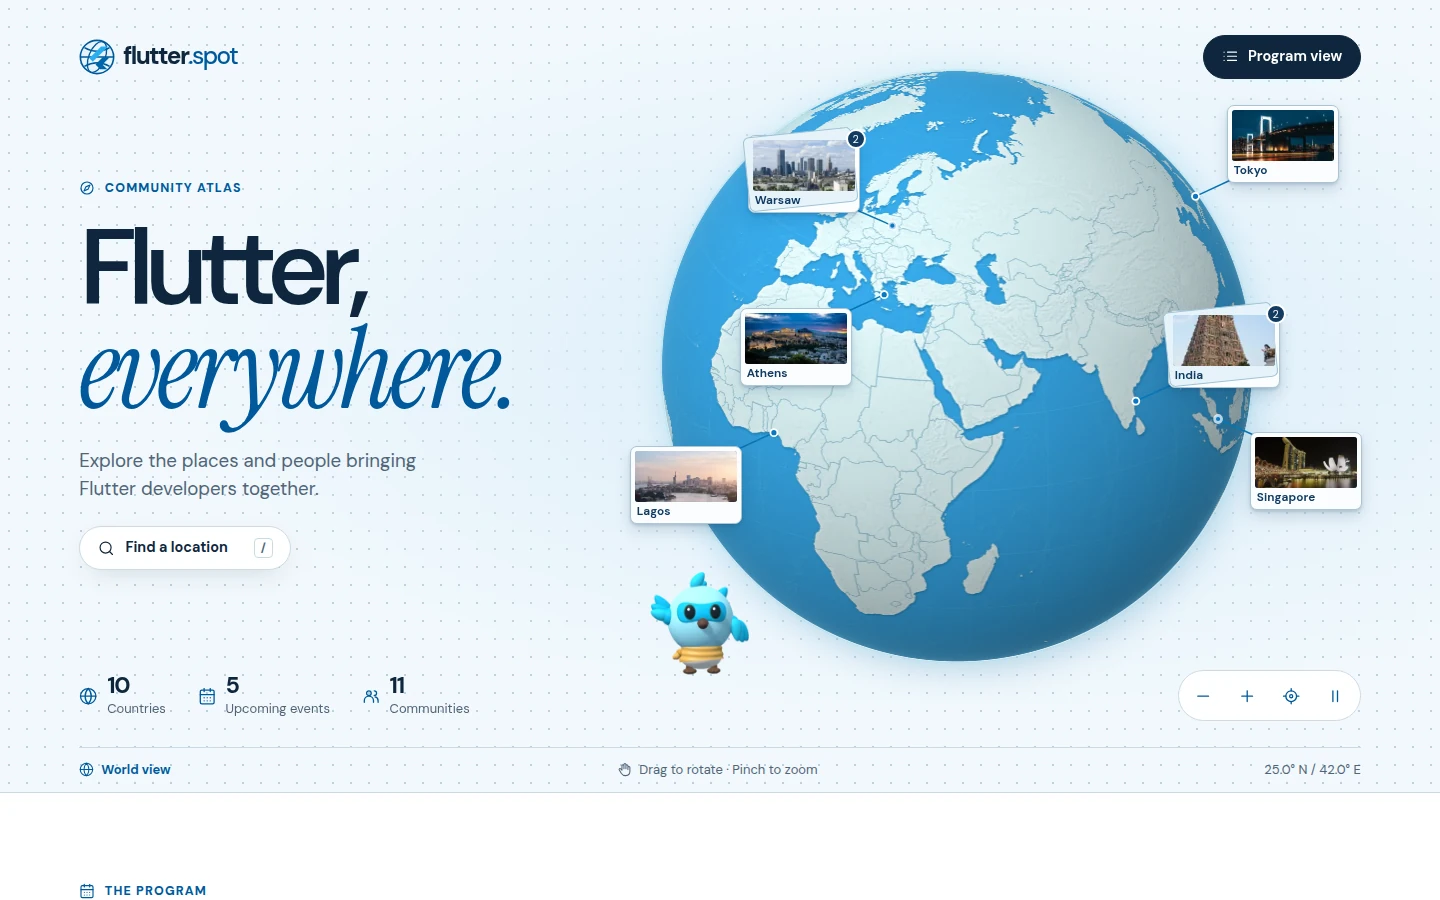 flutter.spot
Program view
COMMUNITY ATLAS
Flutter,
everywhere.
Explore the places and people bringing
Flutter developers together.
Find a location
/
2
Warsaw
Tokyo
Athens
2
India
Lagos
Singapore
10
Countries
5
Upcoming events
11
Communities
World view
Drag to rotate · Pinch to zoom
25.0° N / 42.0° E
THE PROGRAM